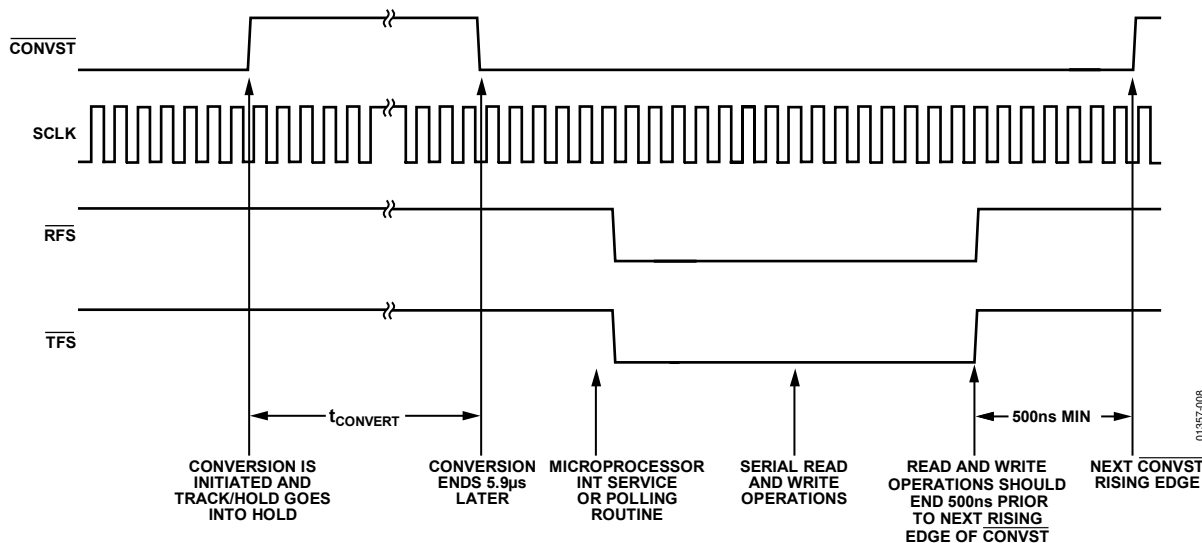 CONVST
SCLK
RFS
TFS
tCONVERT
500ns MIN
01357-008
CONVERSION IS
INITIATED AND
TRACK/HOLD GOES
INTO HOLD
CONVERSION
ENDS 5.9µs
LATER
MICROPROCESSOR
INT SERVICE
OR POLLING
ROUTINE
SERIAL READ
AND WRITE
OPERATIONS
READ AND WRITE
OPERATIONS SHOULD
END 500ns PRIOR
TO NEXT RISING
EDGE OF CONVST
NEXT CONVST
RISING EDGE